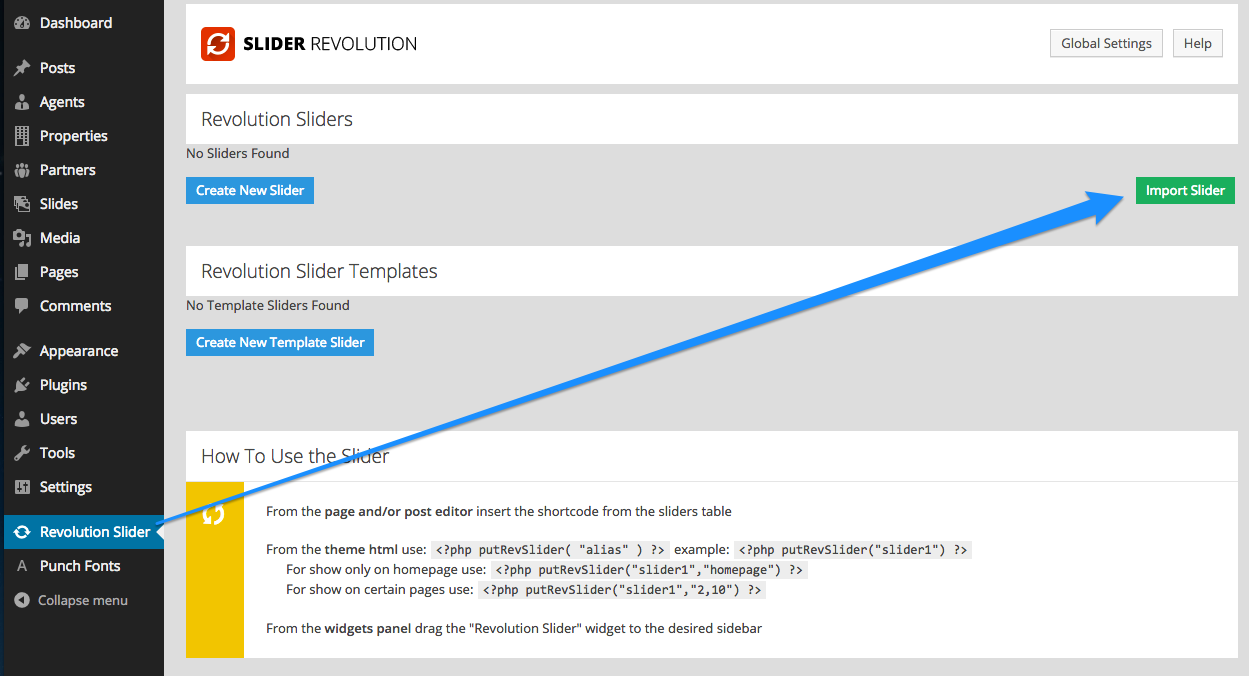 Dashboard
Posts
Agents
Properties
Partners
Slides
Media
Pages
Comments
Appearance
Plugins
Users
Tools
Settings
Revolution Slider
Punch Fonts
Collapse menu
SLIDER REVOLUTION
Global Settings
Help
Revolution Sliders
No Sliders Found
Create New Slider
Import Slider
Revolution Slider Templates
No Template Sliders Found
Create New Template Slider
How To Use the Slider
From the page and/or post editor insert the shortcode from the sliders table
From the theme html use: <?php putRevSlider( "alias" ) ?> example: <?php putRevSlider("slider1") ?>
For show only on homepage use: <?php putRevSlider("slider1","homepage") ?>
For show on certain pages use: <?php putRevSlider("slider1","2,10") ?>
From the widgets panel drag the "Revolution Slider" widget to the desired sidebar